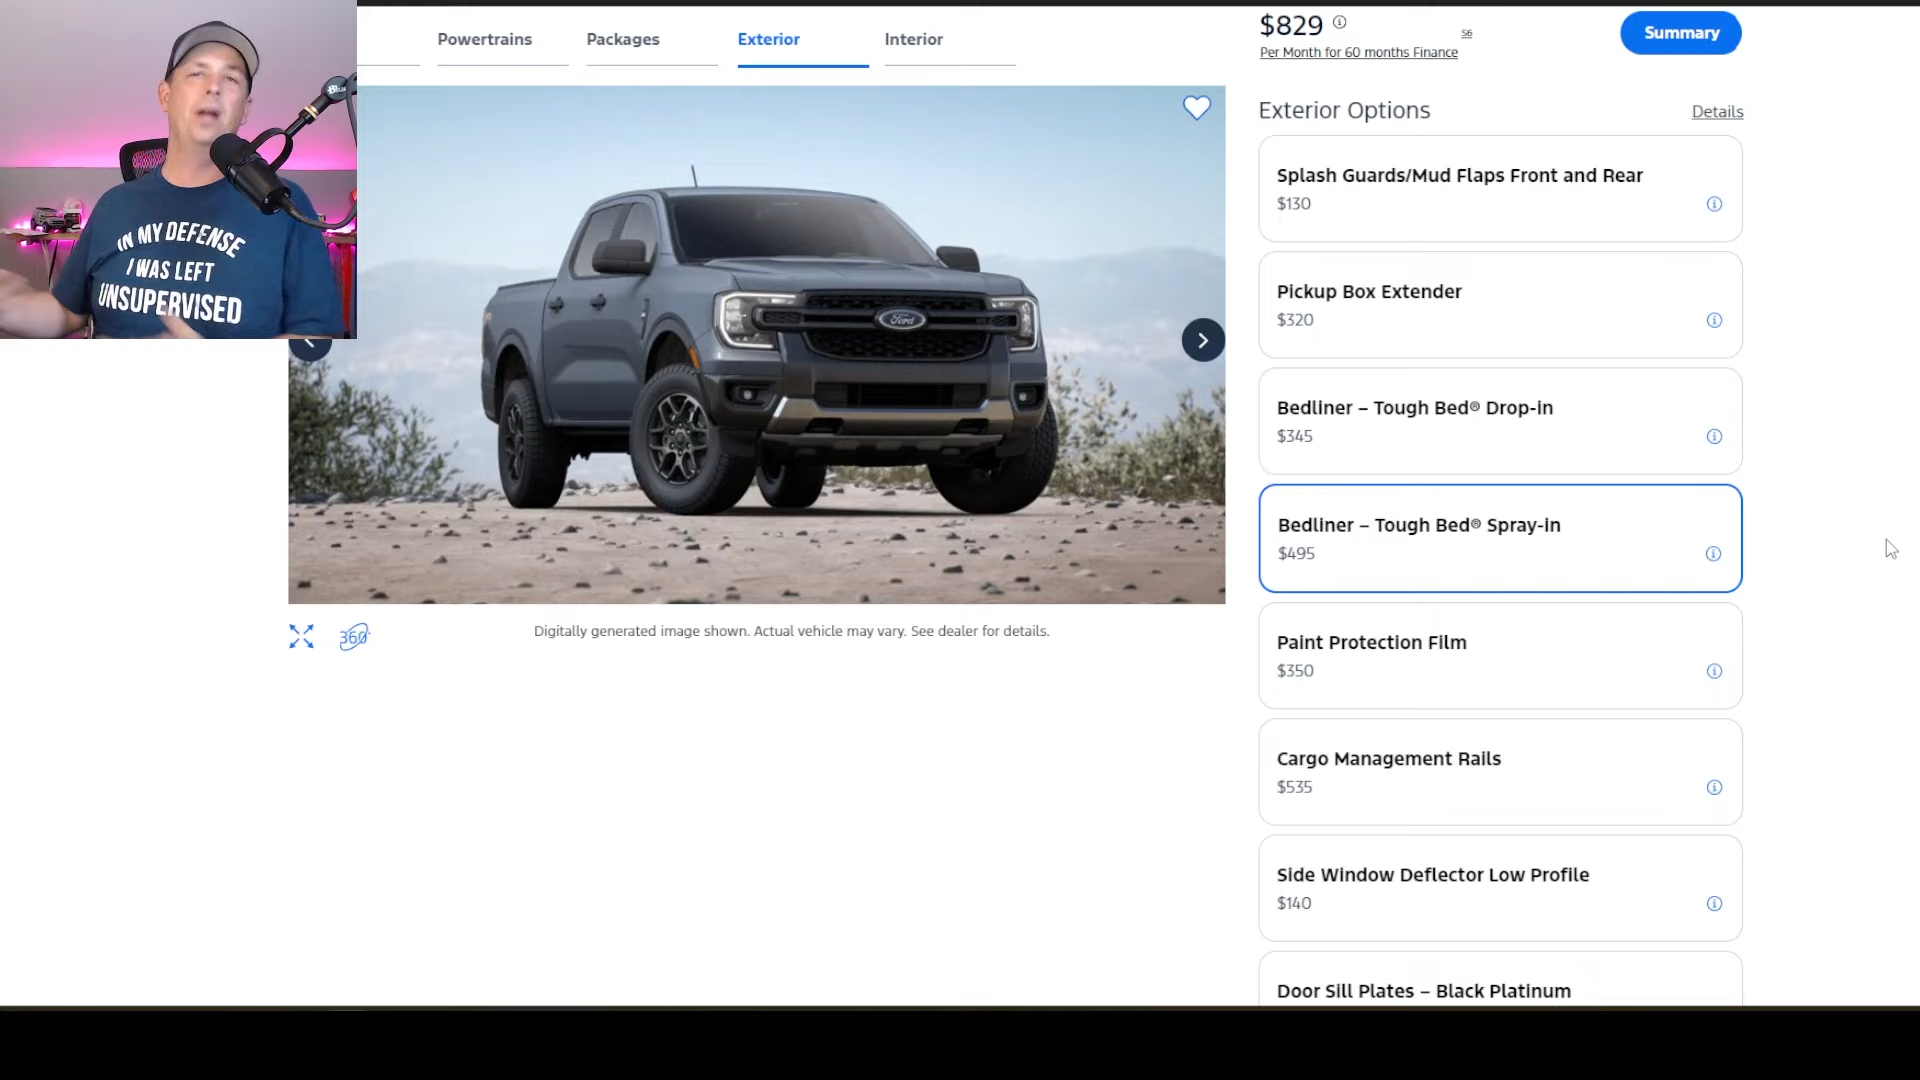 Powertrains
Packages
Exterior
Interior
$829
Per Month for 60 months Finance
56
Summary
IN MY DEFENSE
I WAS LEFT
UNSUPERVISED
Ford
Exterior Options
Details
Splash Guards/Mud Flaps Front and Rear
$130
Pickup Box Extender
$320
Bedliner – Tough Bed® Drop-in
$345
Bedliner – Tough Bed® Spray-in
$495
Paint Protection Film
$350
Cargo Management Rails
$535
Side Window Deflector Low Profile
$140
Door Sill Plates – Black Platinum
360°
Digitally generated image shown. Actual vehicle may vary. See dealer for details.